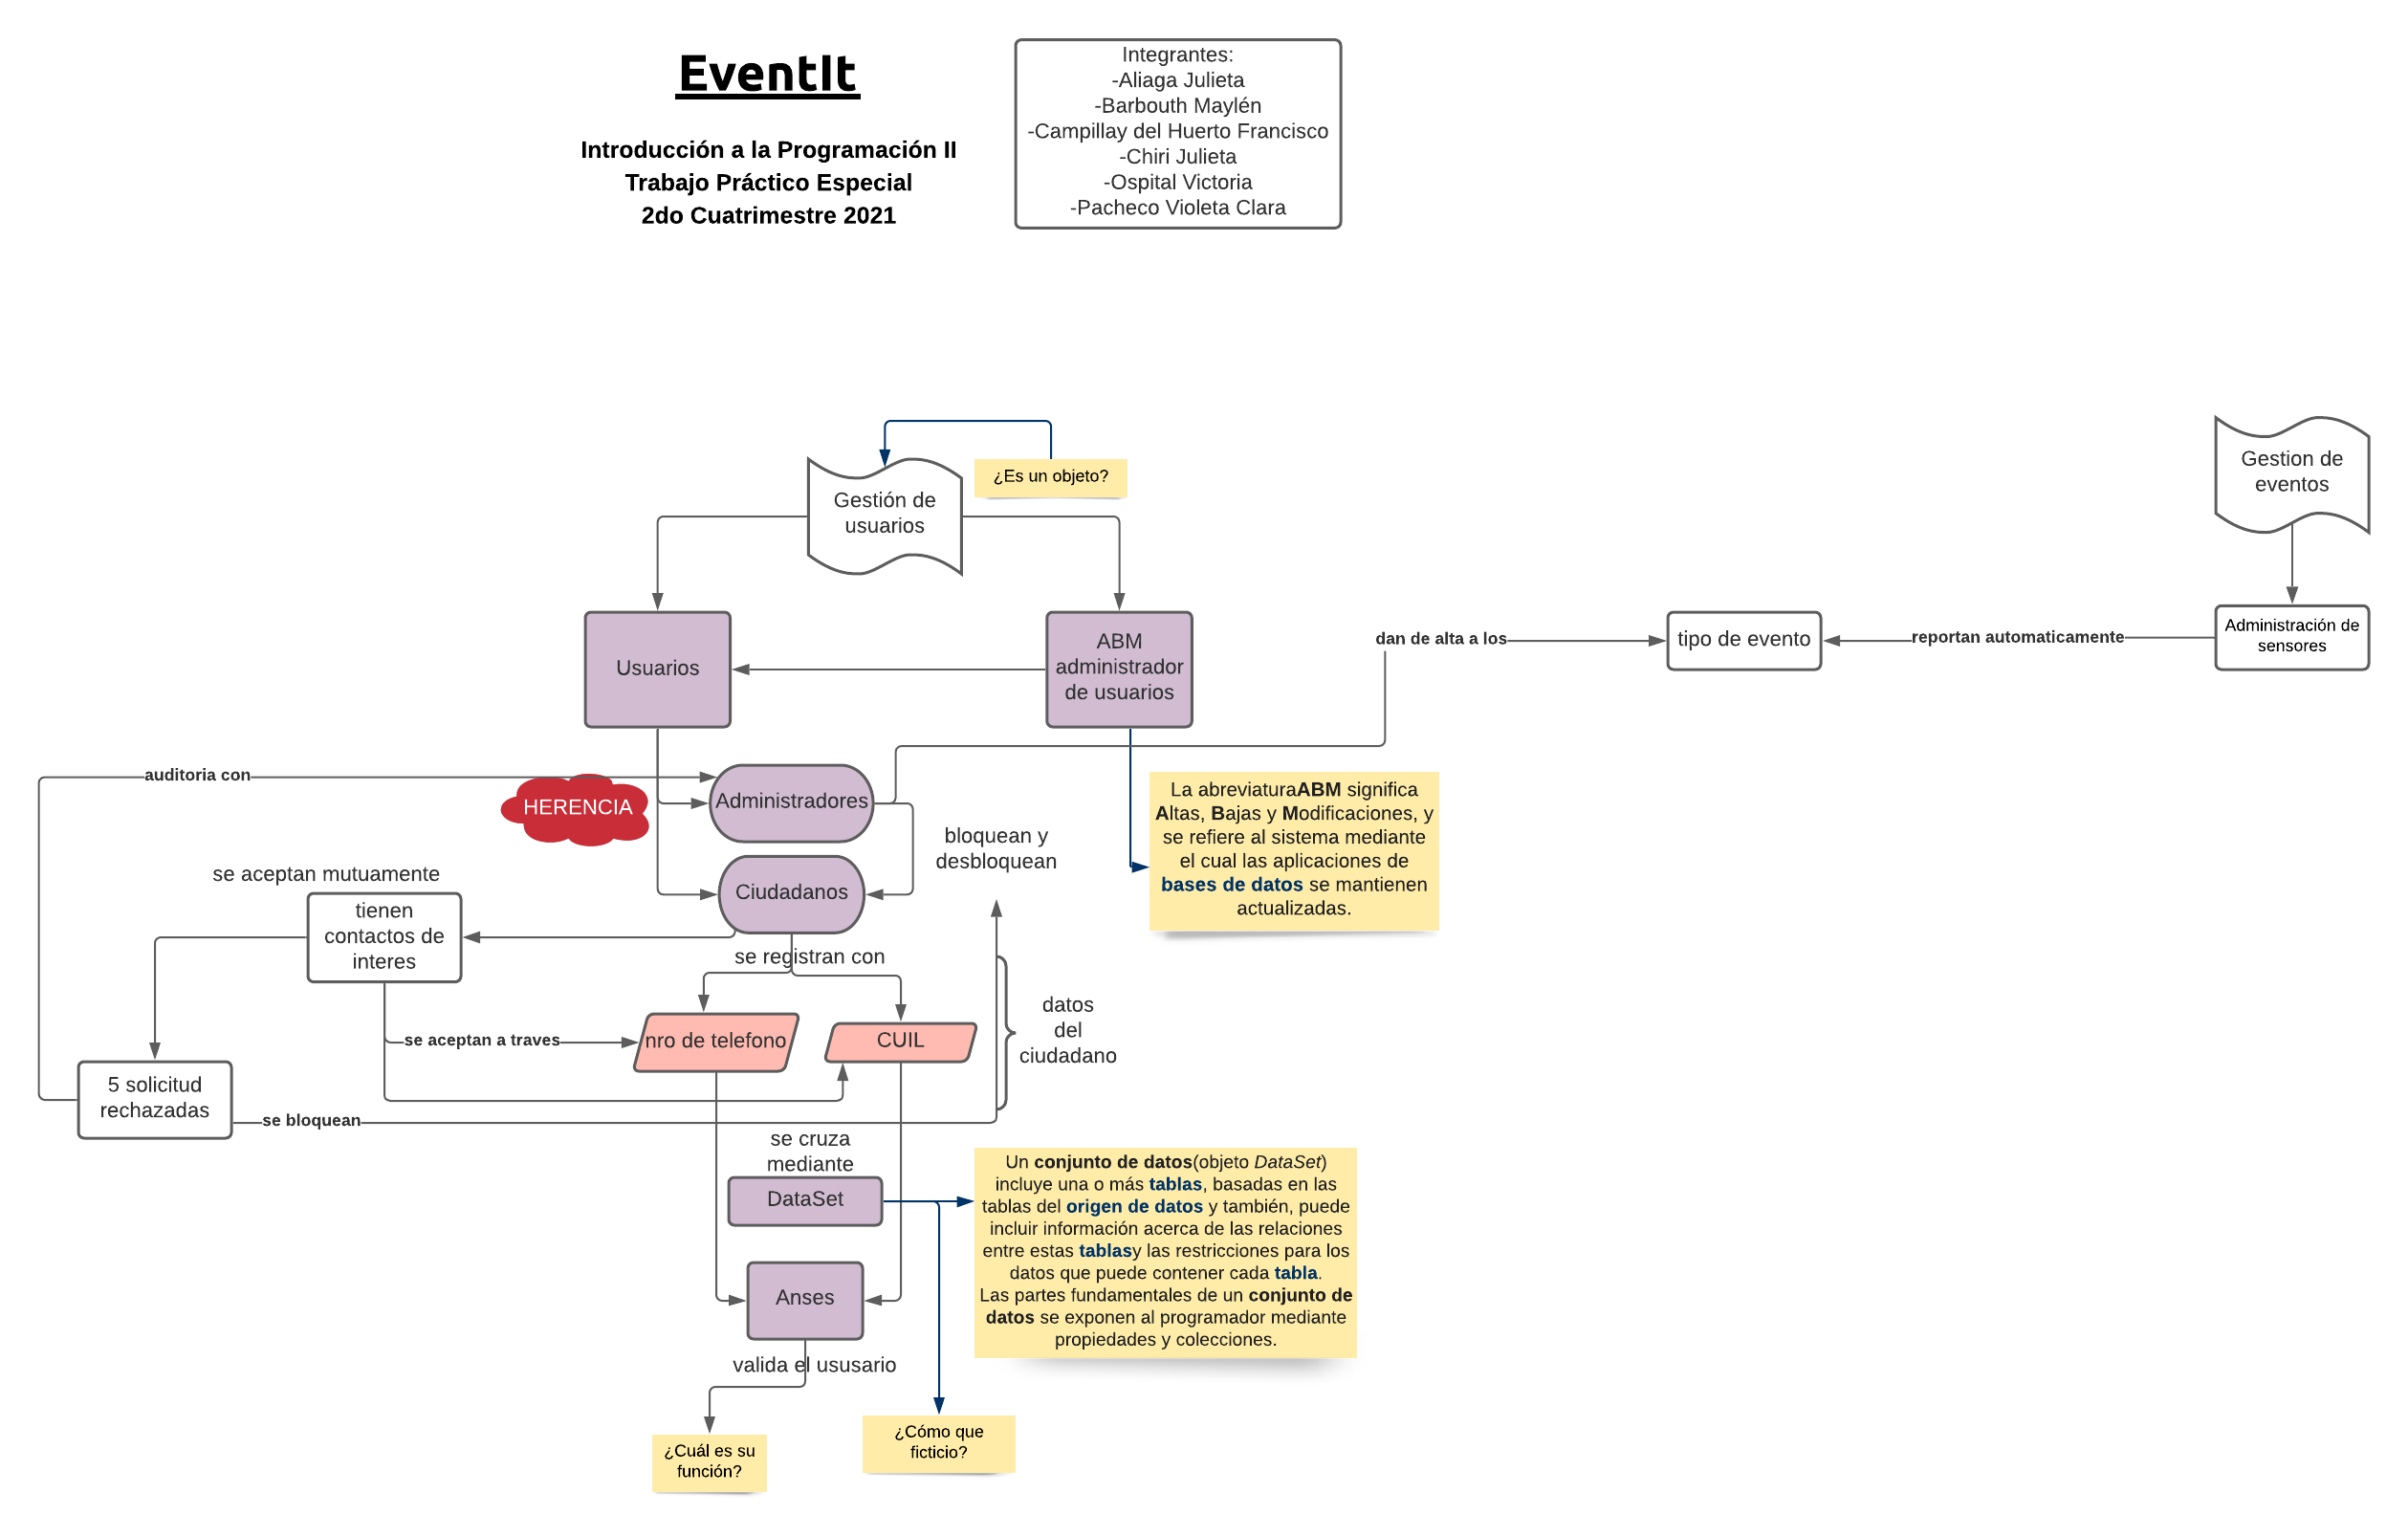 EventIt
Introducción a la Programación II
Trabajo Práctico Especial
2do Cuatrimestre 2021
Integrantes:
-Aliaga Julieta
-Barbouth Maylén
-Campillay del Huerto Francisco
-Chiri Julieta
-Ospital Victoria
-Pacheco Violeta Clara
¿Es un objeto?
Gestión de
usuarios
Gestion de
eventos
Usuarios
ABM
administrador
de usuarios
dan de alta a los
tipo de evento
reportan automaticamente
Administración de
sensores
auditoria con
HERENCIA
Administradores
bloquean y
desbloquean
La abreviaturaABM significa
Altas, Bajas y Modificaciones, y
se refiere al sistema mediante
el cual las aplicaciones de
bases de datos se mantienen
actualizadas.
se aceptan mutuamente
Ciudadanos
tienen
contactos de
interes
se registran con
datos
del
ciudadano
se aceptan a traves
nro de telefono
CUIL
5 solicitud
rechazadas
se bloquean
se cruza
mediante
DataSet
Un conjunto de datos(objeto DataSet)
incluye una o más tablas, basadas en las
tablas del origen de datos y también, puede
incluir información acerca de las relaciones
entre estas tablasy las restricciones para los
datos que puede contener cada tabla.
Las partes fundamentales de un conjunto de
datos se exponen al programador mediante
propiedades y colecciones.
Anses
valida el ususario
¿Cómo que
ficticio?
¿Cuál es su
función?